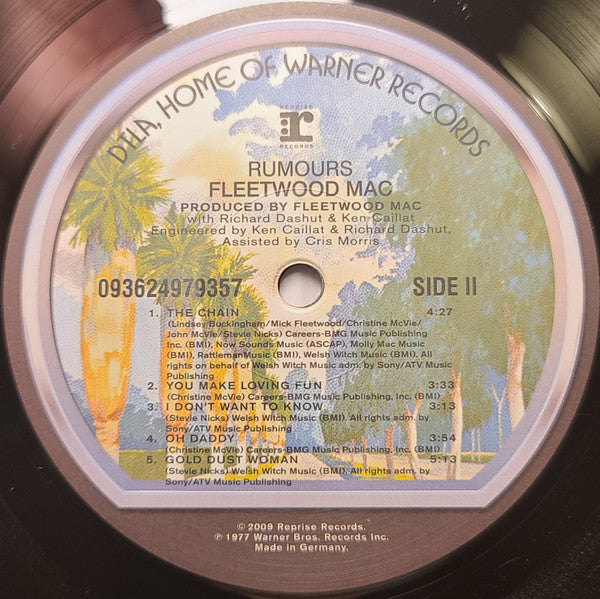 DÉLA, HOME OF WARNER RECORDS
REPRISE
r
RECORDS
RUMOURS
FLEETWOOD MAC
PRODUCED BY FLEETWOOD MAC
with Richard Dashut & Ken Caillat
Engineered by Ken Caillat & Richard Dashut,
Assisted by Cris Morris
093624979357 SIDE II
1. THE CHAIN 4:27
(Lindsey Buckingham/Mick Fleetwood/Christine McVie/
John McVie/Stevie Nicks) Careers-BMG Music Publishing
Inc. (BMI), Now Sounds Music (ASCAP), Molly Mac Music
(BMI), Rattleman Music (BMI), Welsh Witch Music (BMI). All
rights on behalf of Welsh Witch Music adm. by Sony/ATV Music
Publishing
2. YOU MAKE LOVING FUN 3:33
(Christine McVie) Careers-BMG Music Publishing, Inc. (BMI)
3. I DON'T WANT TO KNOW 3:13
(Stevie Nicks) Welsh Witch Music (BMI). All rights adm. by
Sony/ATV Music Publishing
4. OH DADDY 3:54
(Christine McVie) Careers-BMG Music Publishing, Inc. (BMI)
5. GOLD DUST WOMAN 5:13
(Stevie Nicks) Welsh Witch Music (BMI). All rights adm. by
Sony/ATV Music Publishing
© 2009 Reprise Records.
℗ 1977 Warner Bros. Records Inc.
Made in Germany.